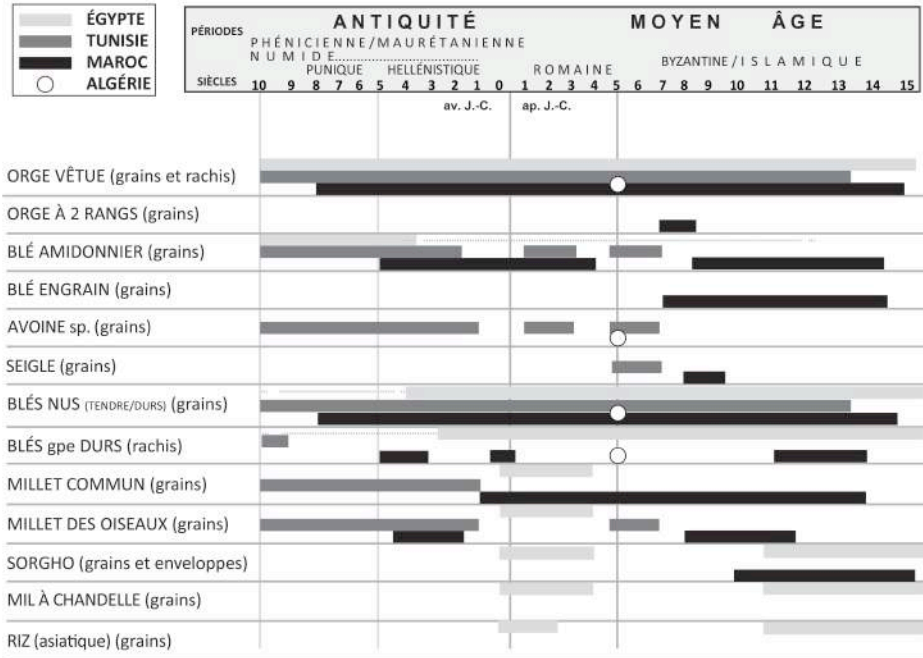 ÉGYPTE
TUNISIE
MAROC
ALGÉRIE
PÉRIODES
ANTIQUITÉ
MOYEN ÂGE
PHÉNICIENNE/MAURÉTANIENNE
NUMIDE
PUNIQUE HELLÉNISTIQUE ROMAINE BYZANTINE / ISLAMIQUE
SIÈCLES 10 9 8 7 6 5 4 3 2 1 0 1 2 3 4 5 6 7 8 9 10 11 12 13 14 15
av. J.-C. ap. J.-C.
ORGE VÊTUE (grains et rachis)
ORGE À 2 RANGS (grains)
BLÉ AMIDONNIER (grains)
BLÉ ENGRAIN (grains)
AVOINE sp. (grains)
SEIGLE (grains)
BLÉS NUS (TENDRE/DURS) (grains)
BLÉS gpe DURS (rachis)
MILLET COMMUN (grains)
MILLET DES OISEAUX (grains)
SORGHO (grains et enveloppes)
MIL À CHANDELLE (grains)
RIZ (asiatique) (grains)